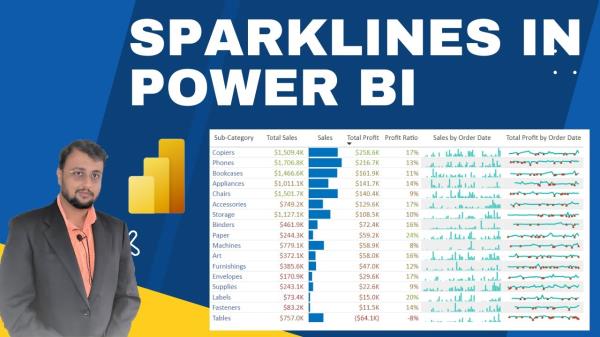 SPARKLINES IN
POWER BI
Sub-Category Total Sales Sales Total Profit Profit Ratio Sales by Order Date Total Profit by Order Date
Copiers $1,509.4K $258.6K 17%
Phones $1,706.8K $216.7K 13%
Bookcases $1,466.6K $161.9K 11%
Appliances $1,011.1K $141.7K 14%
Chairs $1,501.7K $140.4K 9%
Accessories $749.2K $129.6K 17%
Storage $1,127.1K $108.5K 10%
Binders $461.9K $72.4K 16%
Paper $244.3K $59.2K 24%
Machines $779.1K $58.9K 8%
Art $372.1K $58.0K 16%
Furnishings $385.6K $47.0K 12%
Envelopes $170.9K $29.6K 17%
Supplies $243.1K $22.6K 9%
Labels $73.4K $15.0K 20%
Fasteners $83.2K $11.5K 14%
Tables $757.0K ($64.1K) -8%